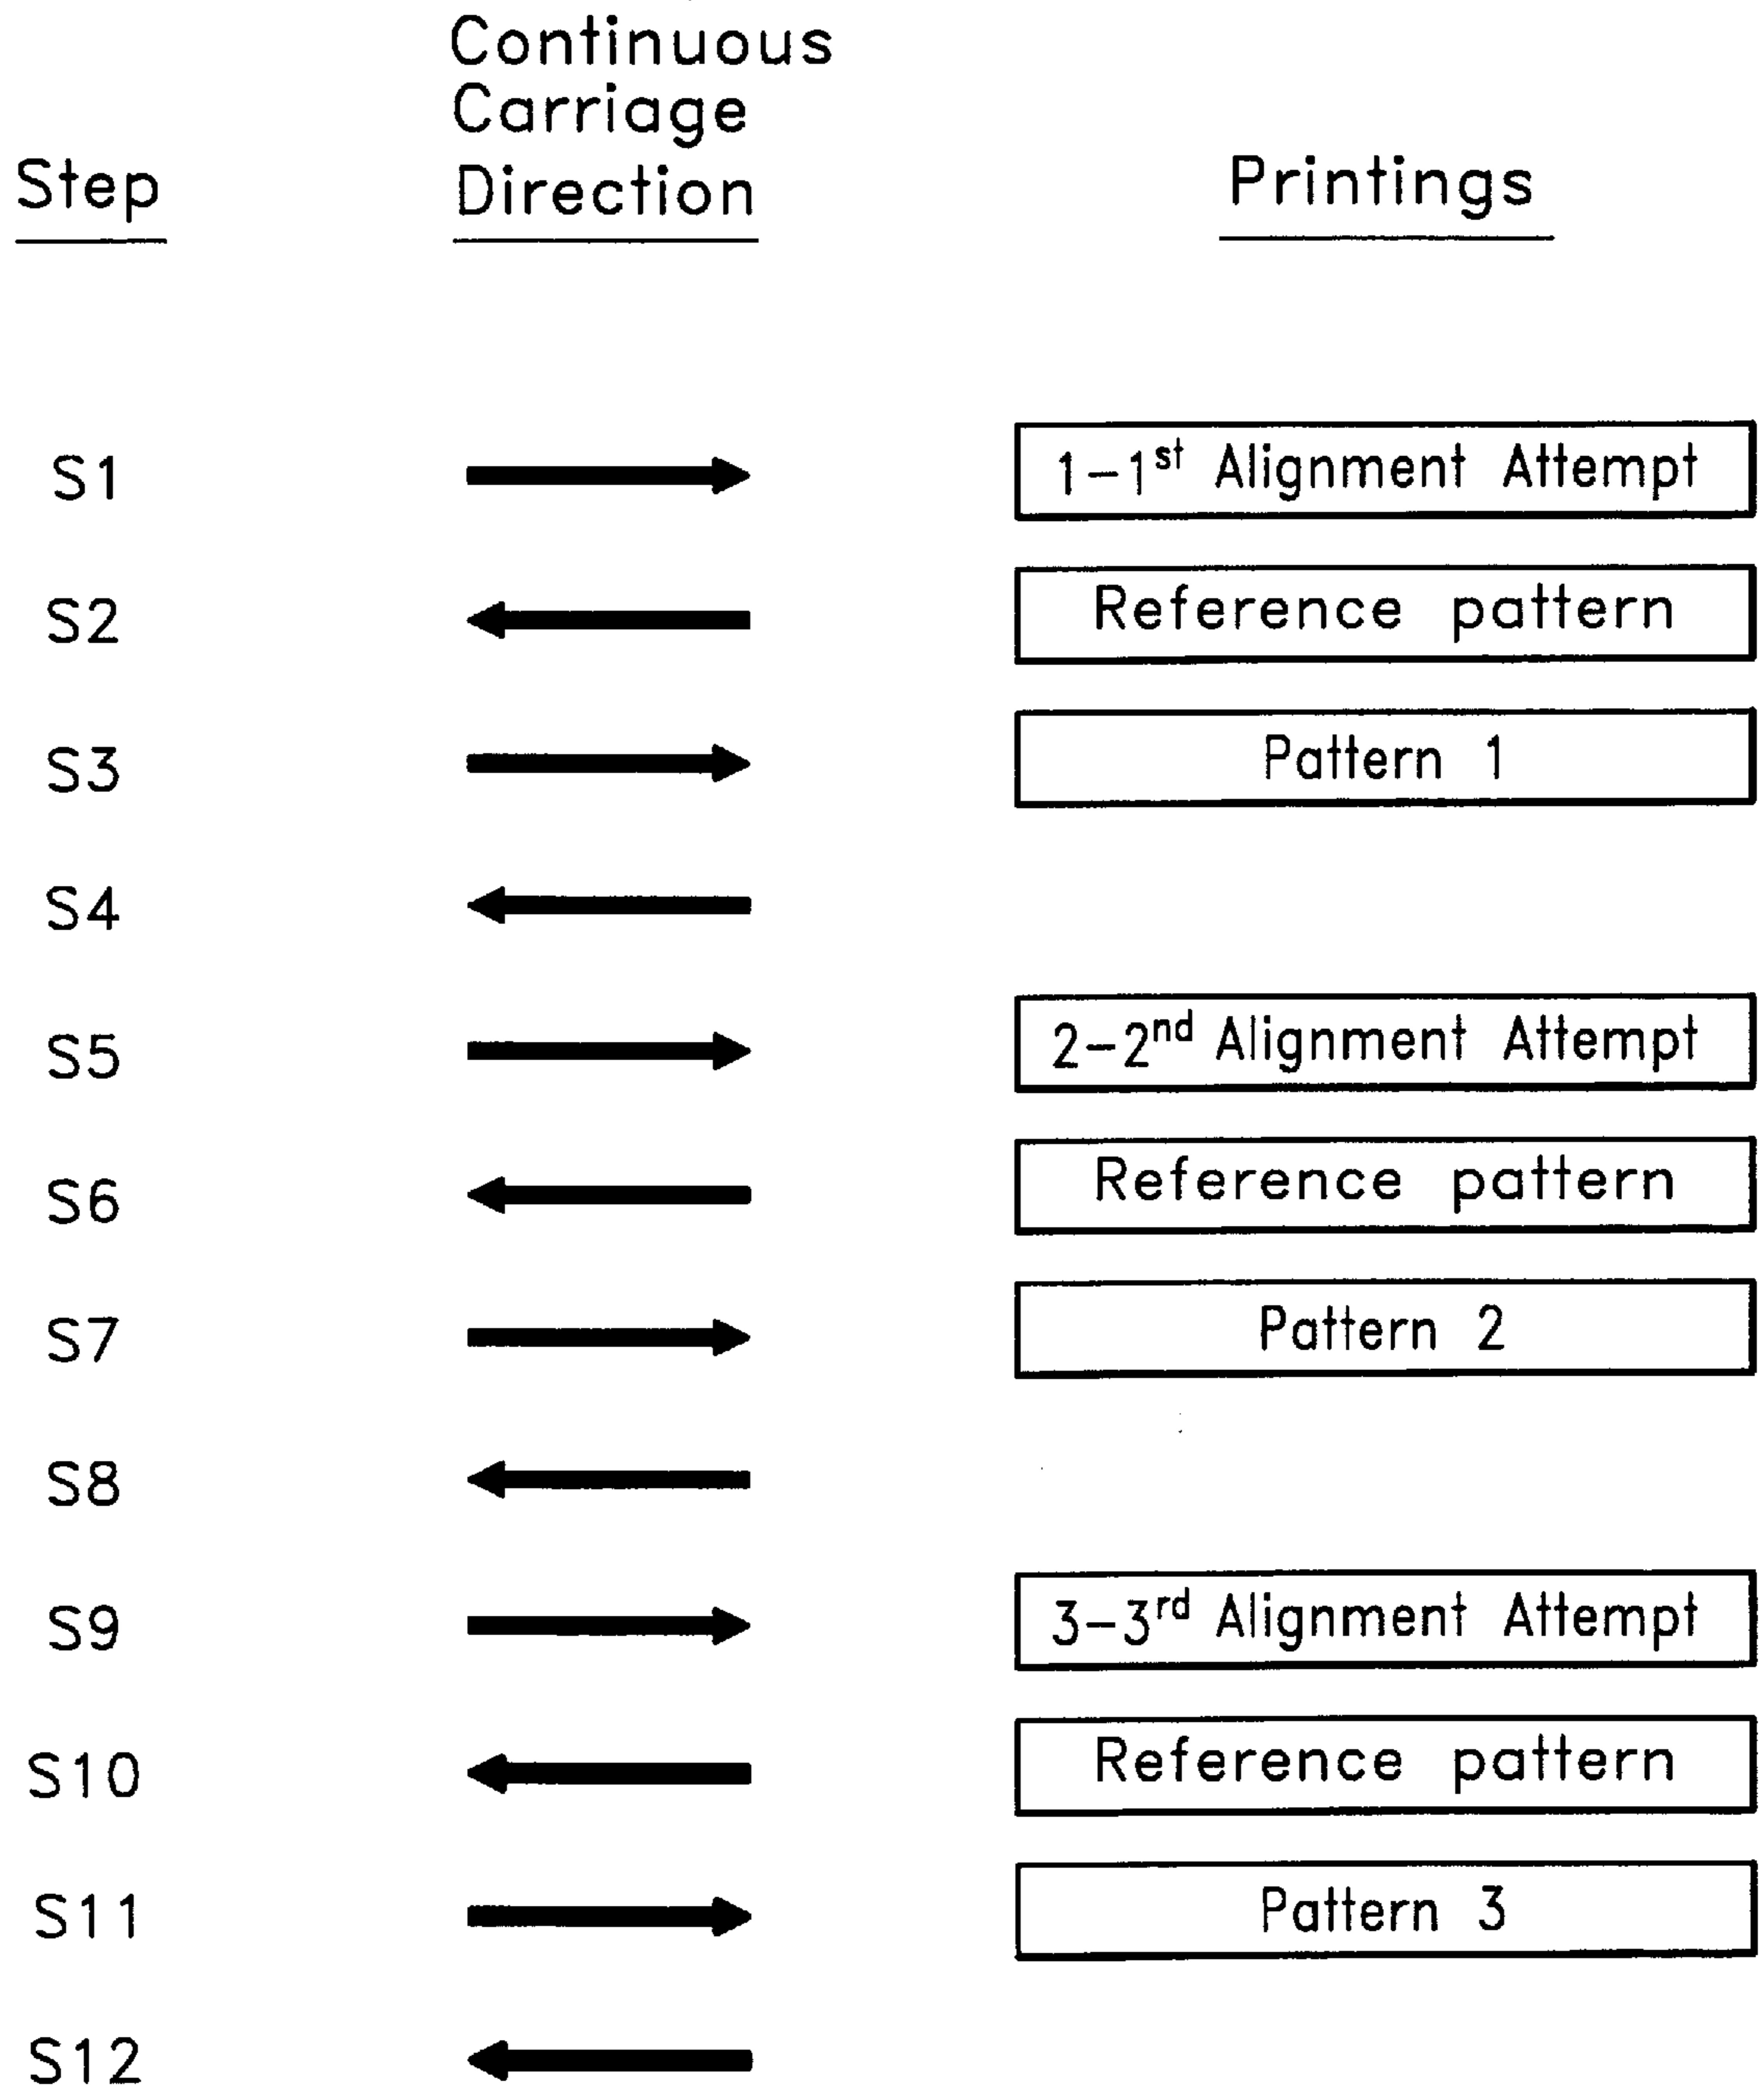 Continuous
Carriage
Step Direction Printings
S1 1-1st Alignment Attempt
S2 Reference pattern
S3 Pattern 1
S4
S5 2-2nd Alignment Attempt
S6 Reference pattern
S7 Pattern 2
S8
S9 3-3rd Alignment Attempt
S10 Reference pattern
S11 Pattern 3
S12